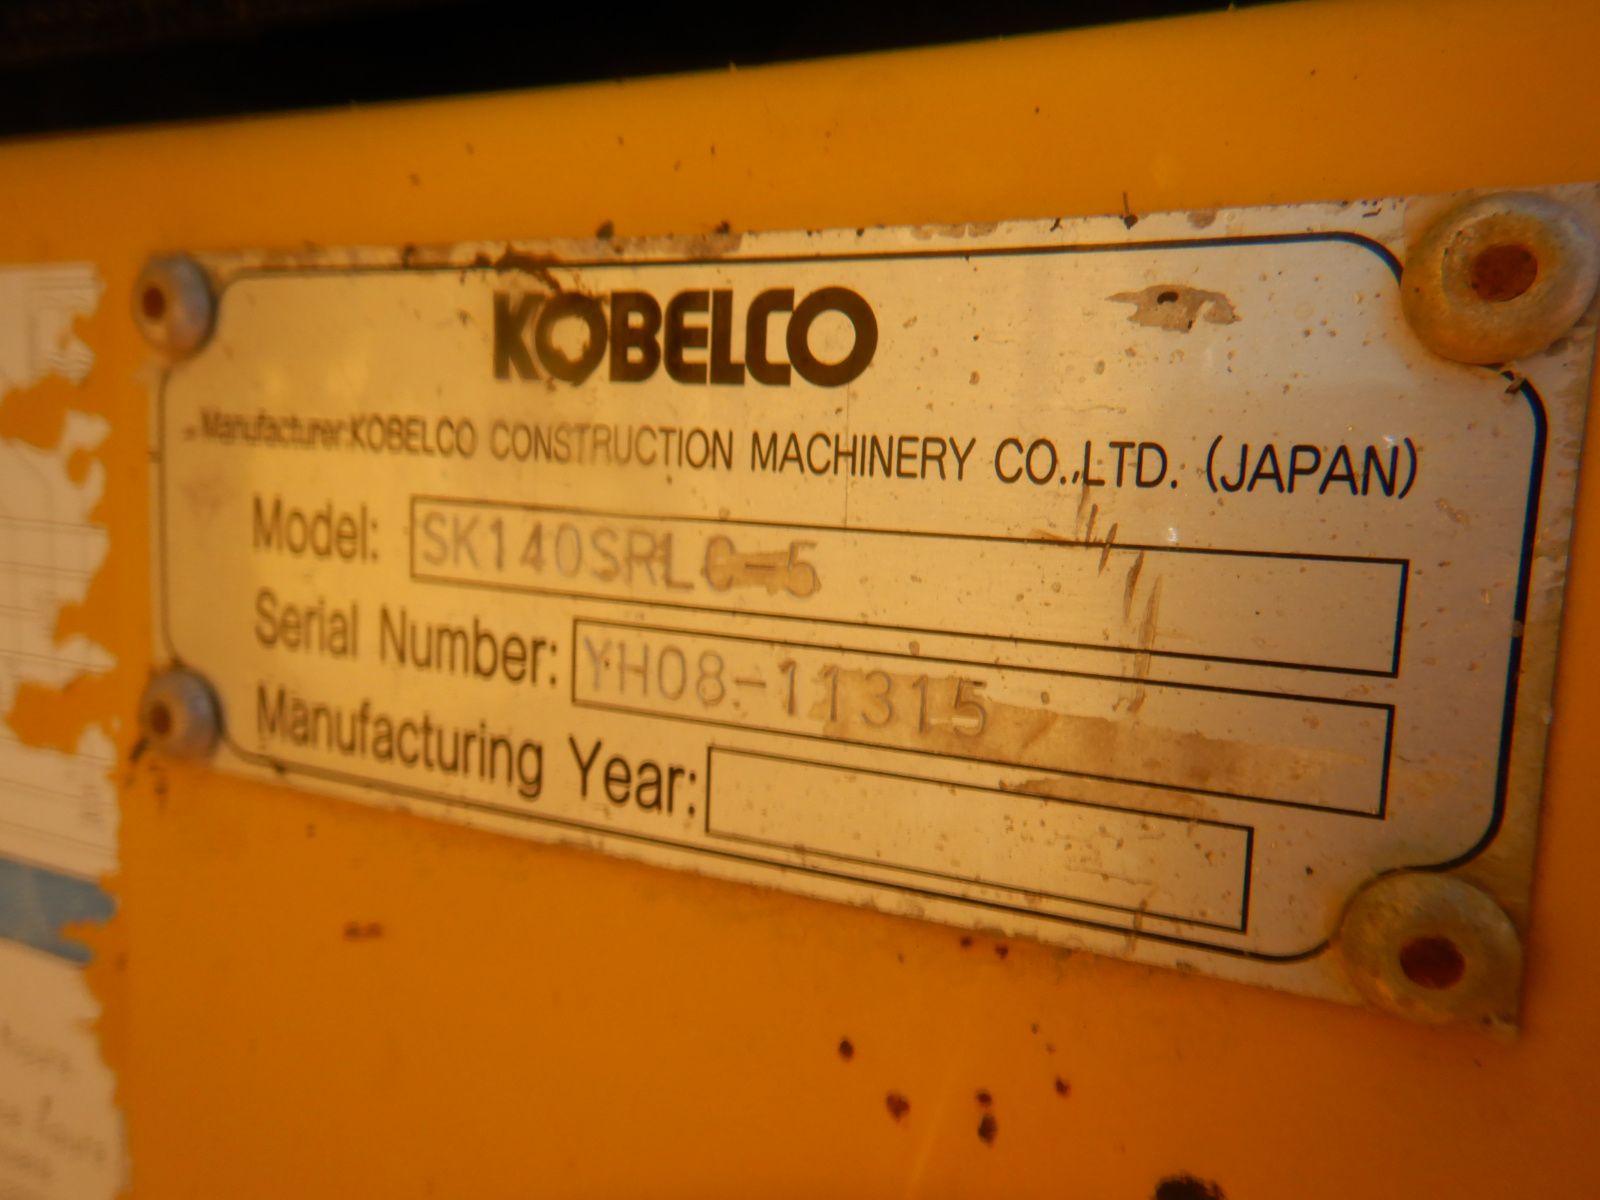 KOBELCO
Manufacturer:KOBELCO CONSTRUCTION MACHINERY CO.,LTD. (JAPAN)
Model: SK140SRLC-5
Serial Number: YH08-11315
Manufacturing Year: